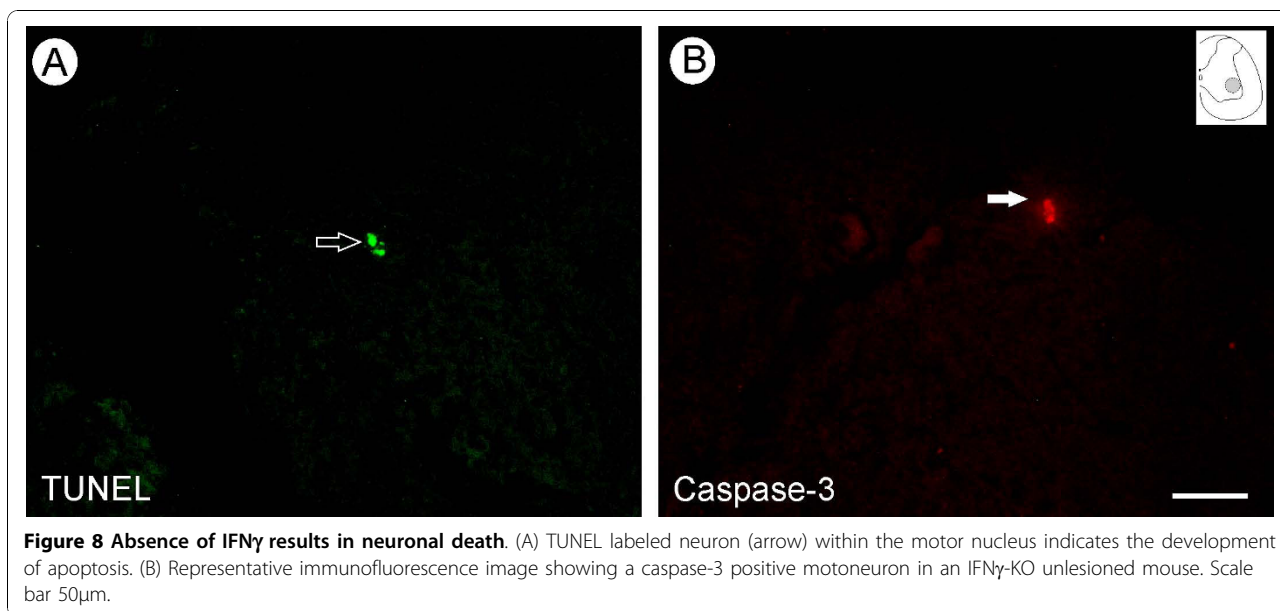 A
B
TUNEL
Caspase-3
Figure 8 Absence of IFNγ results in neuronal death. (A) TUNEL labeled neuron (arrow) within the motor nucleus indicates the development
of apoptosis. (B) Representative immunofluorescence image showing a caspase-3 positive motoneuron in an IFNγ-KO unlesioned mouse. Scale
bar 50μm.